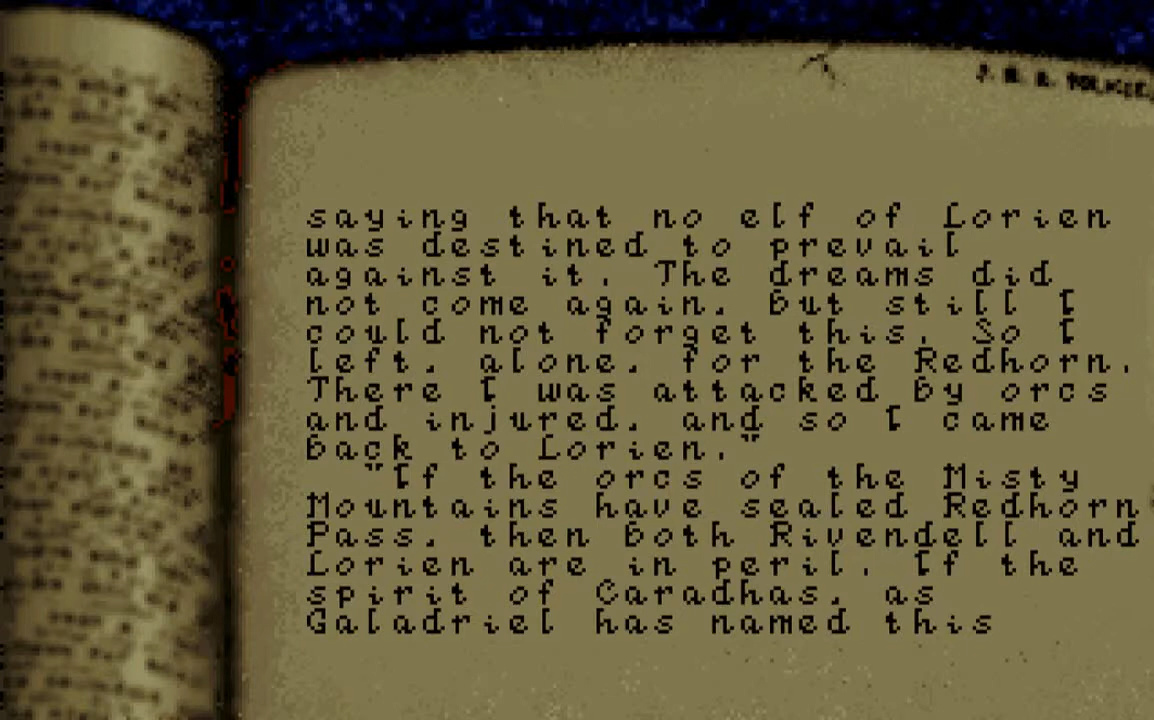 J. R. R. TOLKIE
saying that no elf of Lorien
was destined to prevail
against it. The dreams did
not come again, but still I
could not forget this. So I
left, alone, for the Redhorn.
There I was attacked by orcs
and injured, and so I came
back to Lorien."
"If the orcs of the Misty
Mountains have sealed Redhorn
Pass, then both Rivendell and
Lorien are in peril. If the
spirit of Caradhas, as
Galadriel has named this